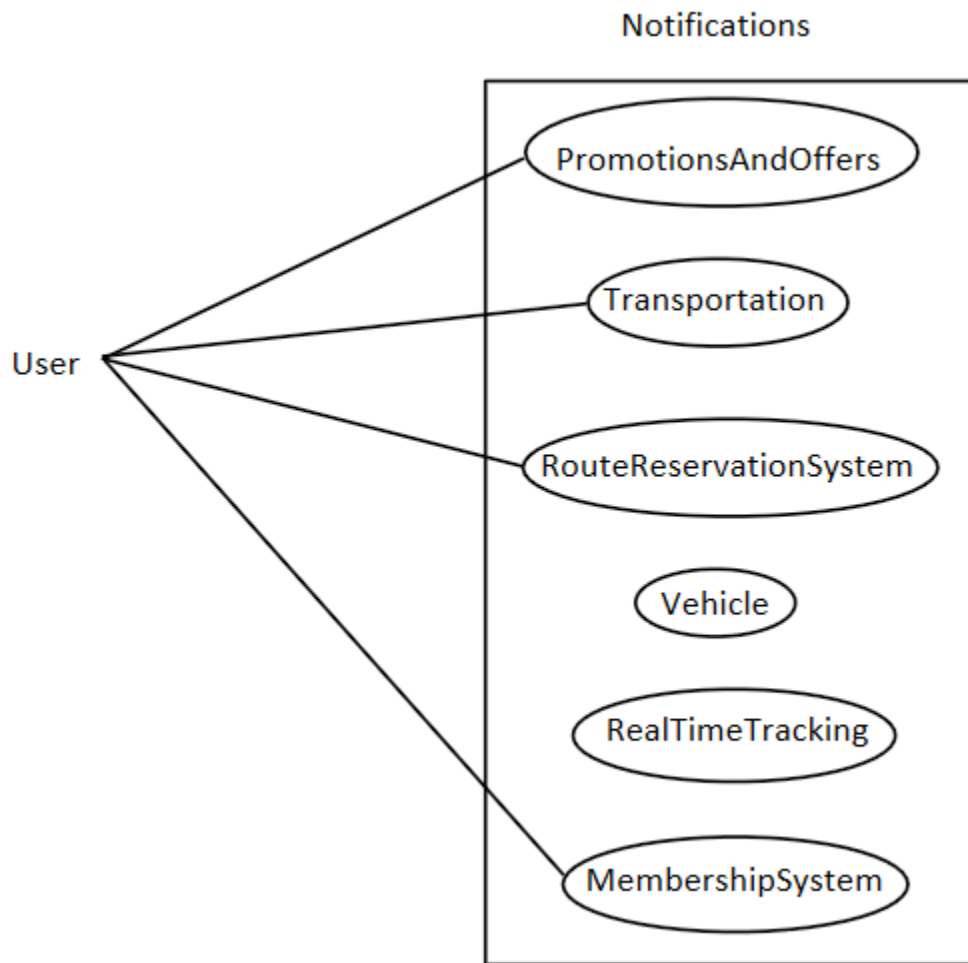 Notifications
PromotionsAndOffers
Transportation
User
RouteReservationSystem
Vehicle
RealTimeTracking
MembershipSystem